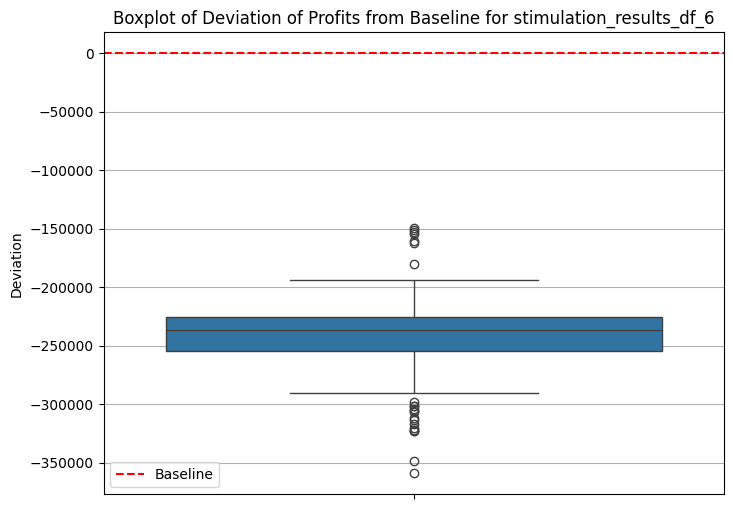 Boxplot of Deviation of Profits from Baseline for stimulation_results_df_6
0
−50000
−100000
−150000
−200000
−250000
−300000
−350000
Deviation
Baseline